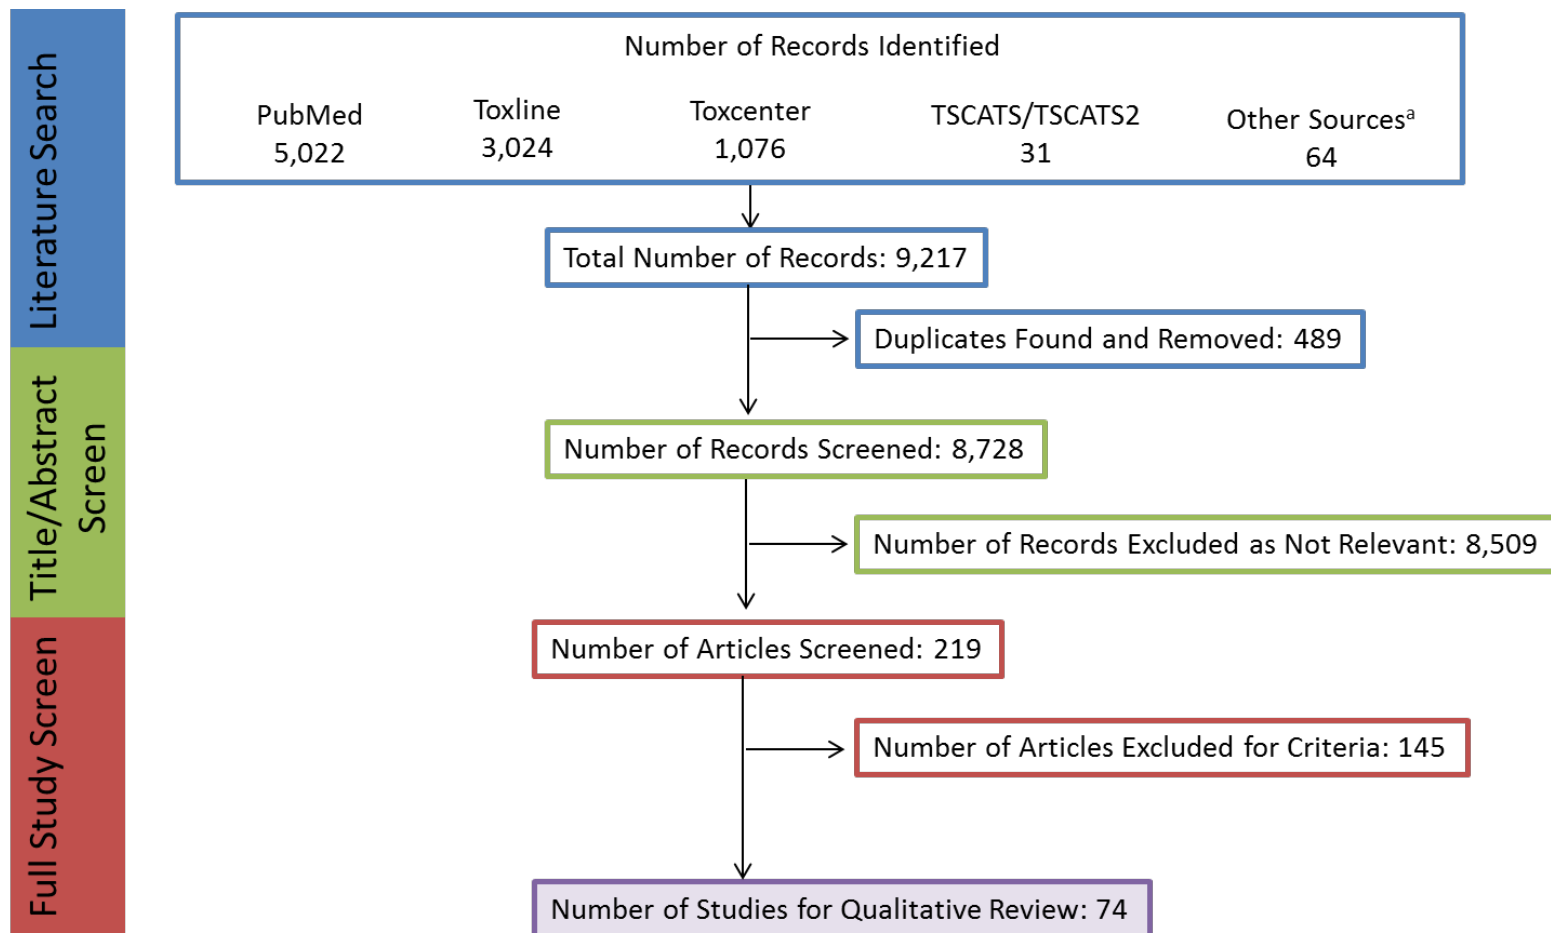 Literature Search
Number of Records Identified
PubMed
5,022
Toxline
3,024
Toxcenter
1,076
TSCATS/TSCATS2
31
Other Sourcesᵃ
64
Total Number of Records: 9,217
Duplicates Found and Removed: 489
Title/Abstract
Screen
Number of Records Screened: 8,728
Number of Records Excluded as Not Relevant: 8,509
Full Study Screen
Number of Articles Screened: 219
Number of Articles Excluded for Criteria: 145
Number of Studies for Qualitative Review: 74